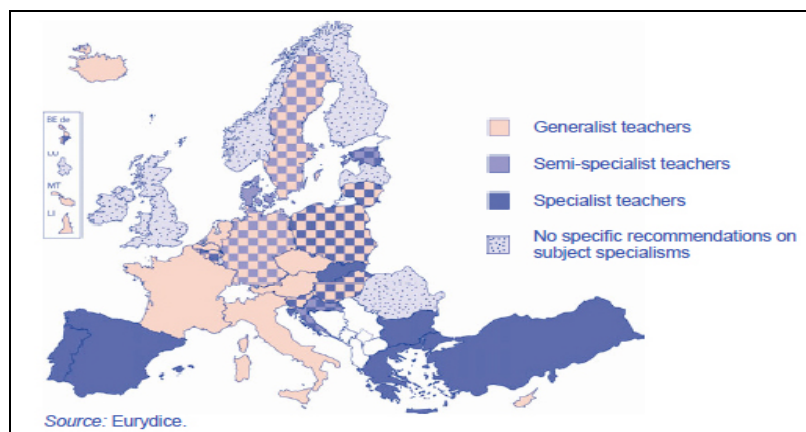 BE de
MT
LI
Generalist teachers
Semi-specialist teachers
Specialist teachers
No specific recommendations on
subject specialisms
Source: Eurydice.